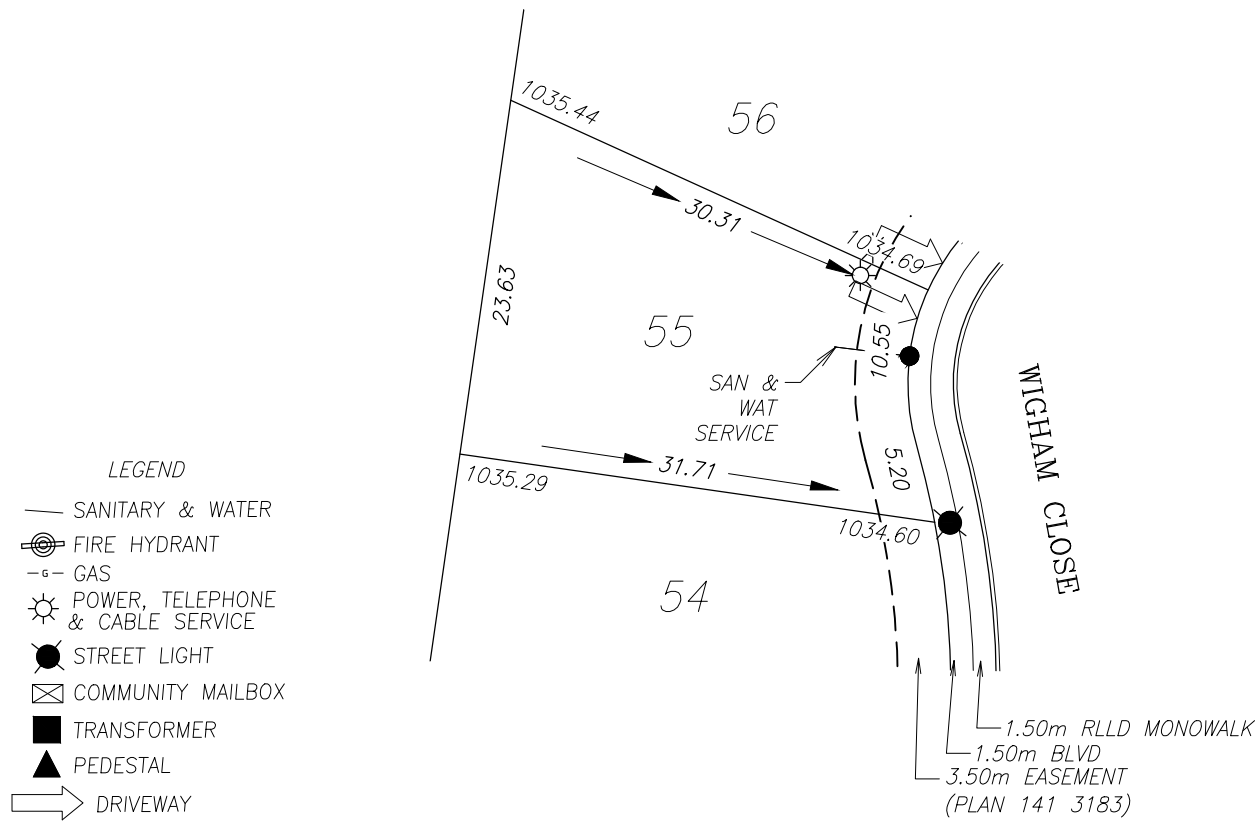 1035.44
56
30.31
1034.69
23.63
55
10.55
SAN &
WAT
SERVICE
WIGHAM CLOSE
5.20
31.71
1035.29
1034.60
54
LEGEND
SANITARY & WATER
FIRE HYDRANT
G GAS
POWER, TELEPHONE
& CABLE SERVICE
STREET LIGHT
COMMUNITY MAILBOX
TRANSFORMER
PEDESTAL
DRIVEWAY
1.50m RLLD MONOWALK
1.50m BLVD
3.50m EASEMENT
(PLAN 141 3183)